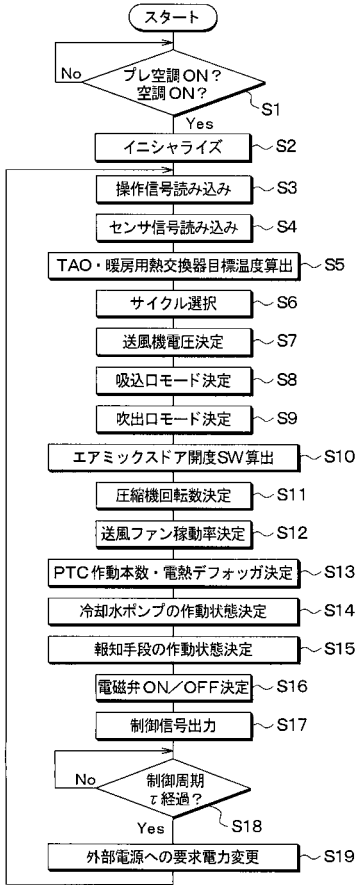 スタート
プレ空調ON?
空調ON?
No
S1
Yes
イニシャライズ S2
操作信号読み込み S3
センサ信号読み込み S4
TAO・暖房用熱交換器目標温度算出 S5
サイクル選択 S6
送風機電圧決定 S7
吸込口モード決定 S8
吹出口モード決定 S9
エアミックスドア開度SW算出 S10
圧縮機回転数決定 S11
送風ファン稼動率決定 S12
PTC作動本数・電熱デフォッガ決定 S13
冷却水ポンプの作動状態決定 S14
報知手段の作動状態決定 S15
電磁弁ON/OFF決定 S16
制御信号出力 S17
No
制御周期
τ経過?
Yes
S18
外部電源への要求電力変更 S19